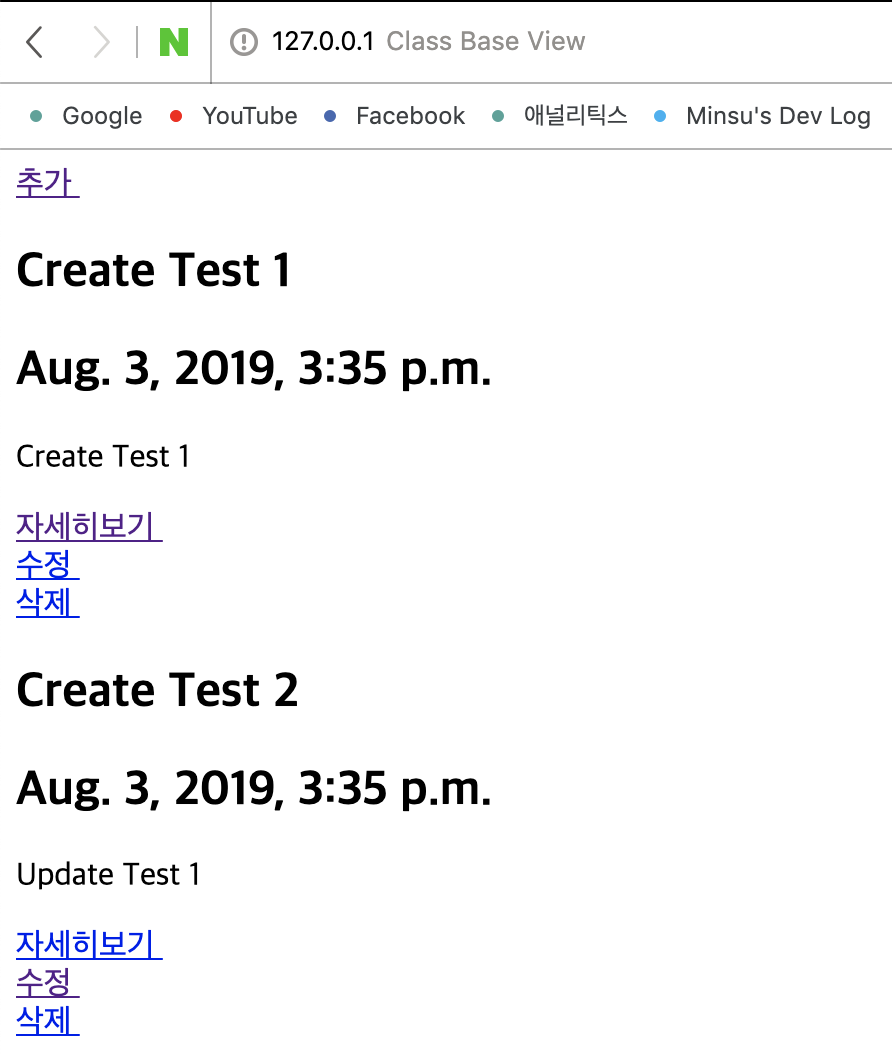 N 127.0.0.1 Class Base View
Google YouTube Facebook 애널리틱스 Minsu's Dev Log
추가
Create Test 1
Aug. 3, 2019, 3:35 p.m.
Create Test 1
자세히보기
수정
삭제
Create Test 2
Aug. 3, 2019, 3:35 p.m.
Update Test 1
자세히보기
수정
삭제